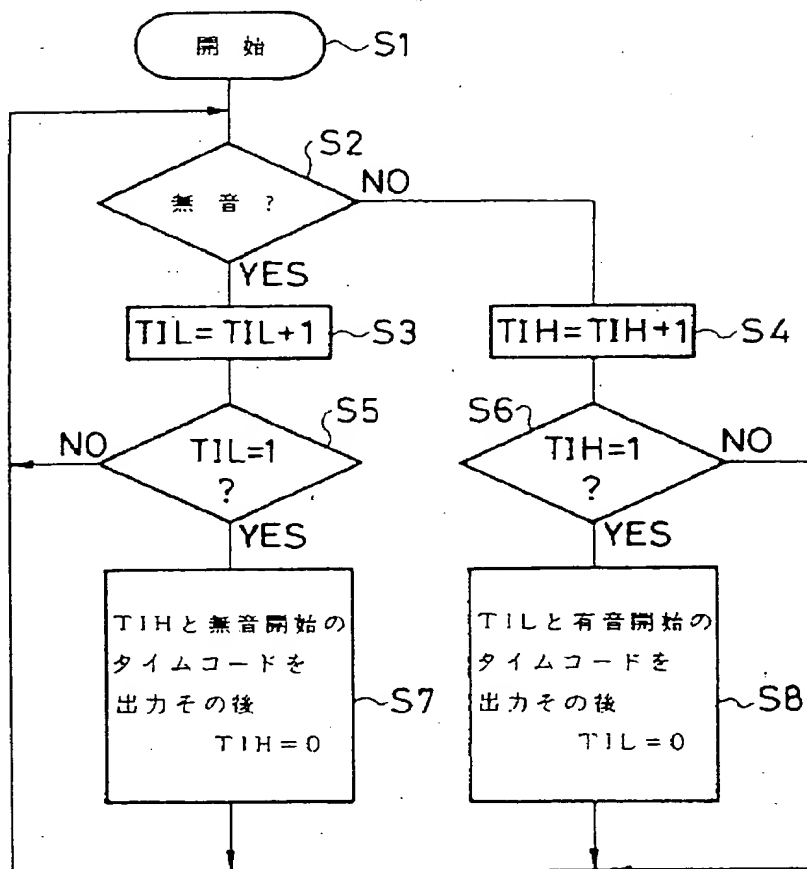 開始
S1
S2
無音?
NO
YES
TIL=TIL+1
S3
TIH=TIH+1
S4
S5
NO
TIL=1
?
YES
S6
TIH=1
?
NO
YES
TIHと無音開始の
タイムコードを
出力その後
TIH=0
S7
TILと有音開始の
タイムコードを
出力その後
TIL=0
S8